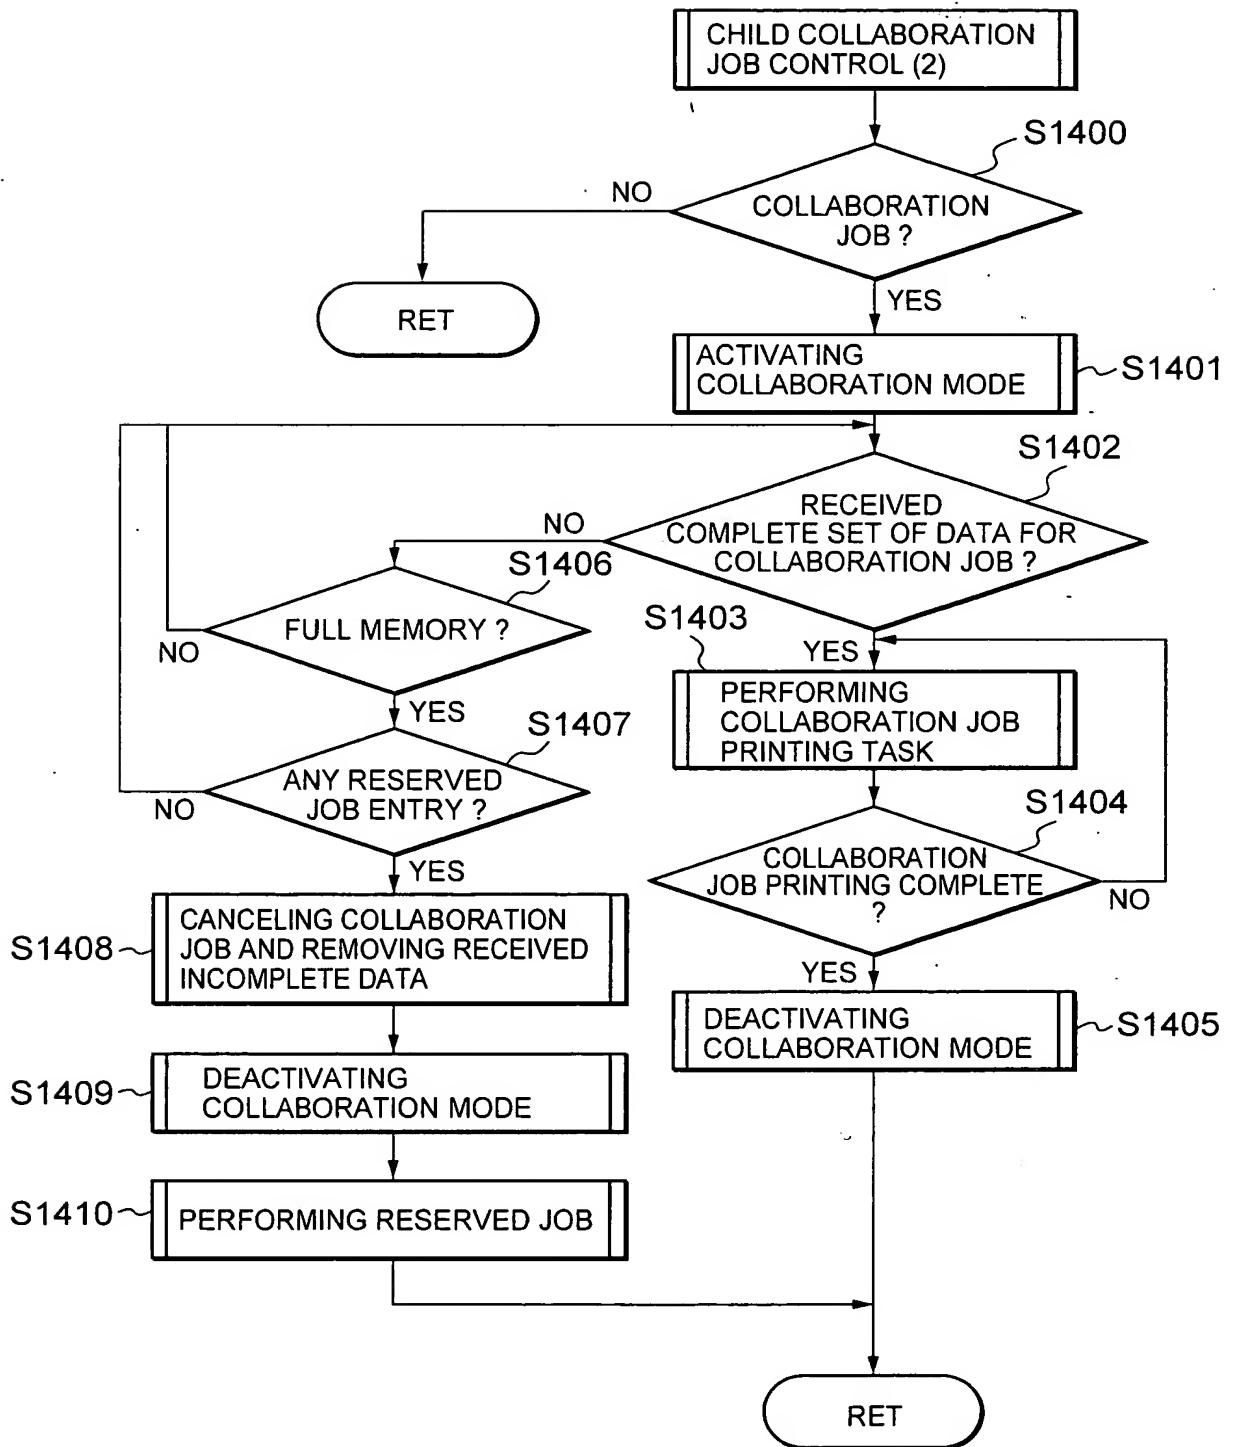 CHILD COLLABORATION
JOB CONTROL (2)
S1400
NO
COLLABORATION
JOB ?
YES
RET
ACTIVATING
COLLABORATION MODE
S1401
S1402
RECEIVED
COMPLETE SET OF DATA FOR
COLLABORATION JOB ?
NO
S1406
FULL MEMORY ?
NO
YES
S1403
YES
PERFORMING
COLLABORATION JOB
PRINTING TASK
S1407
ANY RESERVED
JOB ENTRY ?
NO
YES
S1404
COLLABORATION
JOB PRINTING COMPLETE
?
NO
YES
S1408
CANCELING COLLABORATION
JOB AND REMOVING RECEIVED
INCOMPLETE DATA
DEACTIVATING
COLLABORATION MODE
S1405
S1409
DEACTIVATING
COLLABORATION MODE
S1410
PERFORMING RESERVED JOB
RET